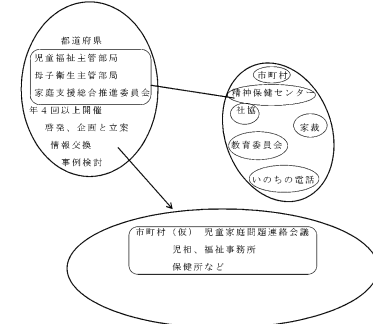 都道府県
児童福祉主管部局
母子衛生主管部局
家庭支援総合推進委員会
年４回以上開催
啓発、企画と立案
情報交換
事例検討
市町村
精神保健センター
社協
家裁
教育委員会
いのちの電話
市町村（仮）児童家庭問題連絡会議
児相、福祉事務所
保健所など